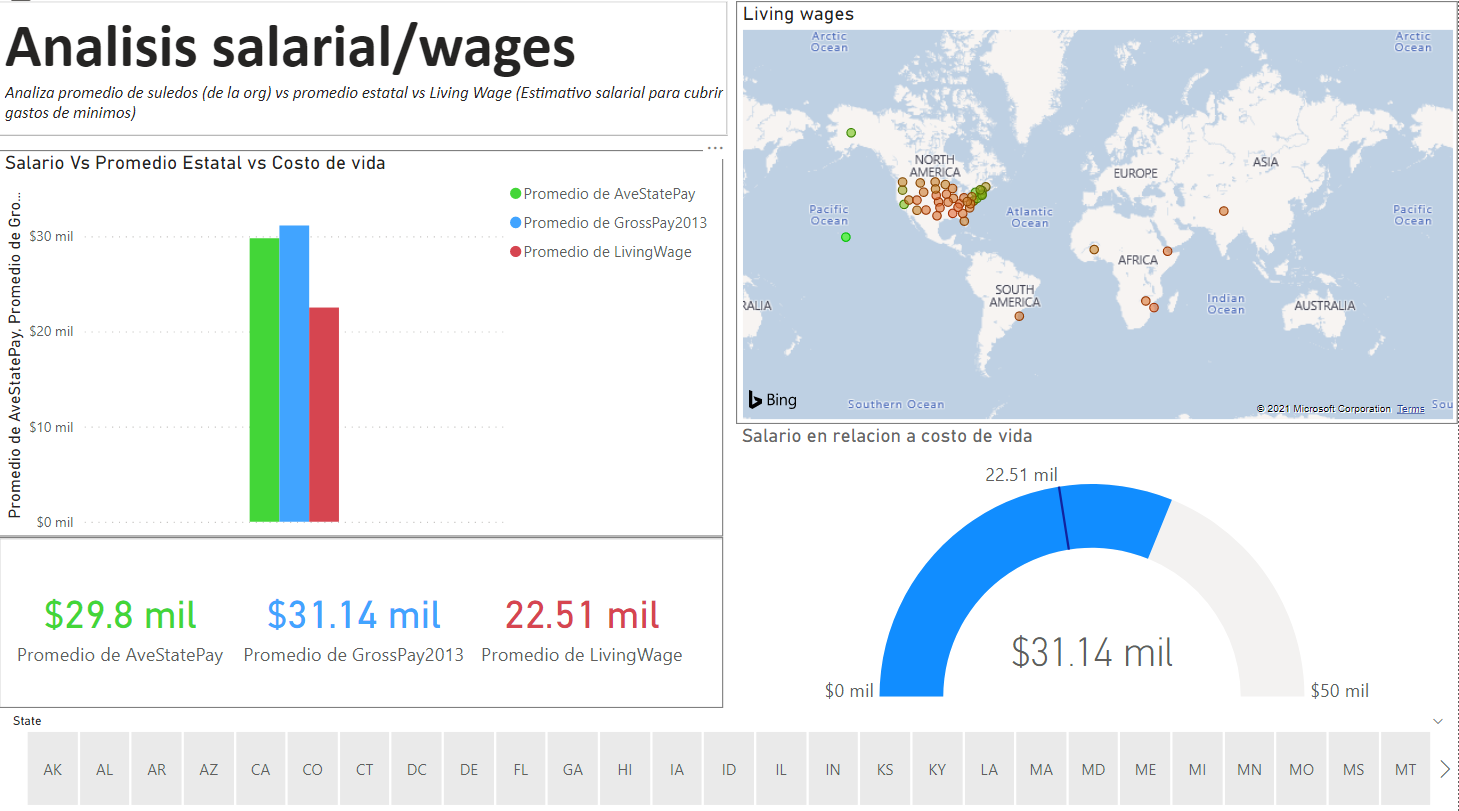 Analisis salarial/wages
Analiza promedio de suledos (de la org) vs promedio estatal vs Living Wage (Estimativo salarial para cubrir
gastos de minimos)
Salario Vs Promedio Estatal vs Costo de vida
Promedio de AveStatePay
Promedio de GrossPay2013
Promedio de LivingWage
Promedio de AveStatePay, Promedio de Gro...
$30 mil
$20 mil
$10 mil
$0 mil
$29.8 mil
Promedio de AveStatePay
$31.14 mil
Promedio de GrossPay2013
22.51 mil
Promedio de LivingWage
Living wages
Arctic
Ocean
Arctic
Ocean
NORTH
AMERICA
EUROPE
ASIA
Pacific
Ocean
Atlantic
Ocean
Pacific
Ocean
AFRICA
SOUTH
AMERICA
Indian
Ocean
RALIA
AUSTRALIA
Bing
Southern Ocean
© 2021 Microsoft Corporation Terms
Sou
Salario en relacion a costo de vida
22.51 mil
$31.14 mil
$0 mil
$50 mil
State
AK AL AR AZ CA CO CT DC DE FL GA HI IA ID IL IN KS KY LA MA MD ME MI MN MO MS MT